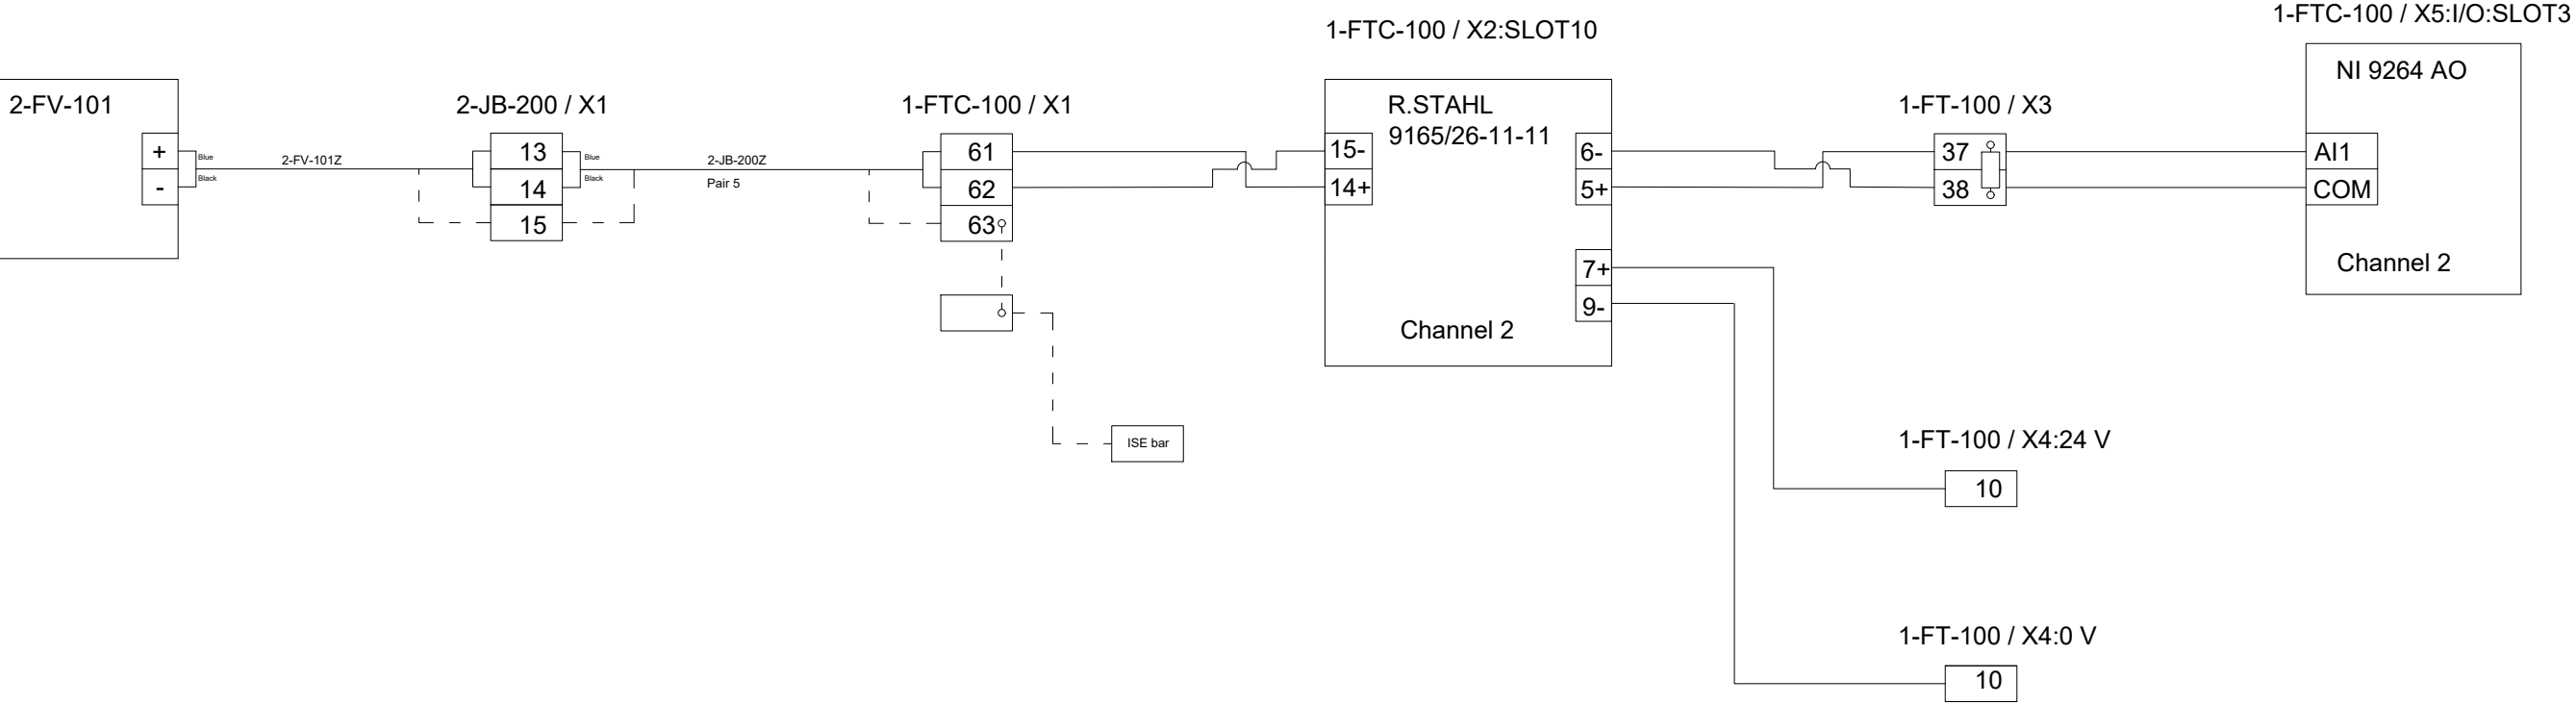 1-FTC-100 / X5:I/O:SLOT3
1-FTC-100 / X2:SLOT10
NI 9264 AO
2-FV-101
2-JB-200 / X1
1-FTC-100 / X1
R.STAHL
9165/26-11-11
1-FT-100 / X3
+
-
Blue
Black
2-FV-101Z
13
14
15
Blue
Black
2-JB-200Z
Pair 5
61
62
63
15-
14+
6-
5+
7+
9-
Channel 2
37
38
AI1
COM
Channel 2
ISE bar
1-FT-100 / X4:24 V
10
1-FT-100 / X4:0 V
10